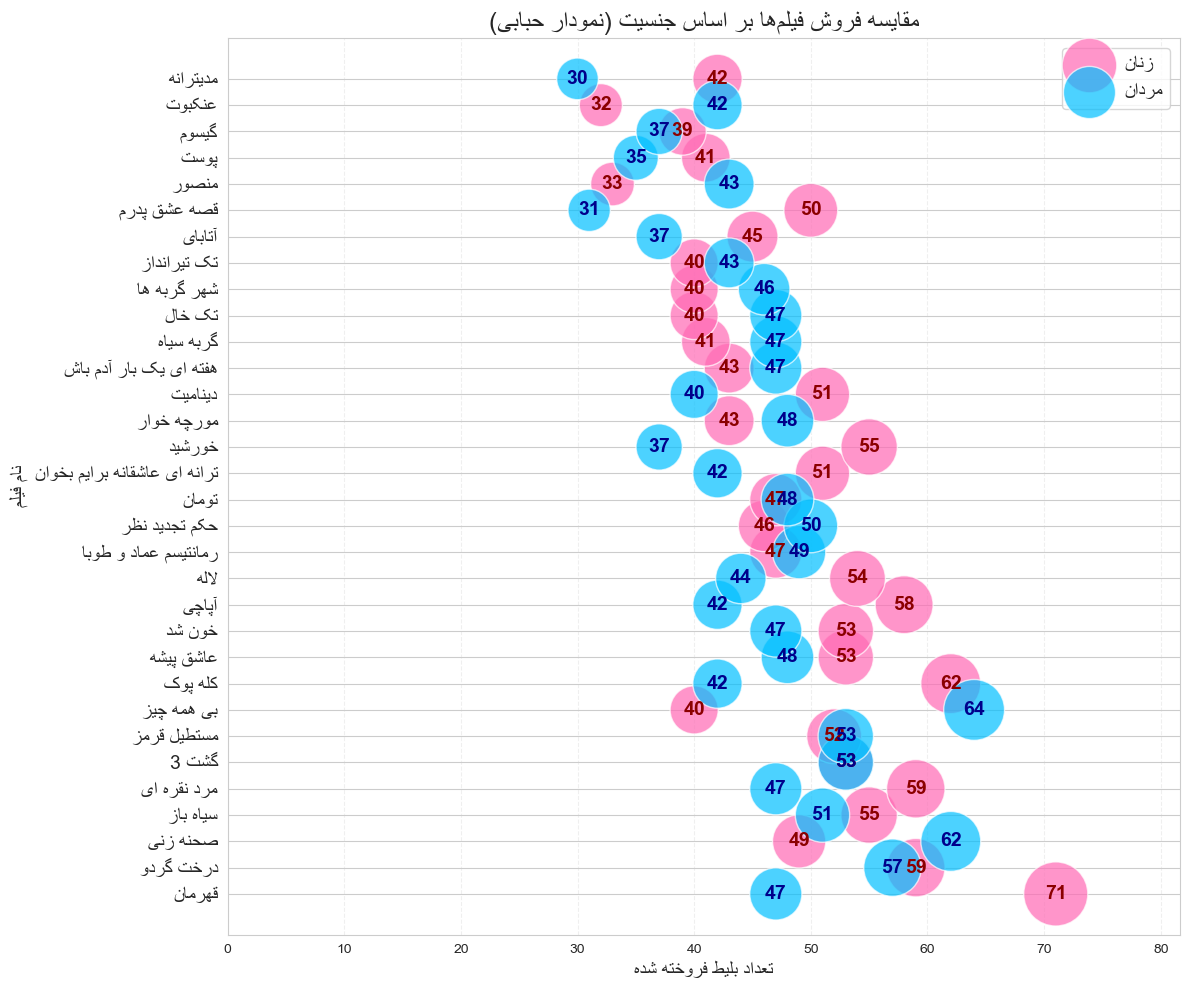 مقایسه فروش فیلم‌ها بر اساس جنسیت (نمودار حبابی)
زنان
مردان
نام فیلم
مدیترانه 30 42
عنکبوت 32 42
گیسوم 37 39
پوست 35 41
منصور 33 43
قصه عشق پدرم 31 50
آتابای 37 45
تک تیرانداز 40 43
شهر گربه ها 40 46
تک خال 40 47
گربه سیاه 41 47
هفته ای یک بار آدم باش 43 47
دینامیت 40 51
مورچه خوار 43 48
خورشید 37 55
ترانه ای عاشقانه برایم بخوان 42 51
تومان 47 48
حکم تجدید نظر 46 50
رمانتیسم عماد و طوبا 47 49
لاله 44 54
آپاچی 42 58
خون شد 47 53
عاشق پیشه 48 53
کله پوک 42 62
بی همه چیز 40 64
مستطیل قرمز 52 53
گشت 3 53
مرد نقره ای 47 59
سیاه باز 51 55
صحنه زنی 49 62
درخت گردو 57 59
قهرمان 47 71
0 10 20 30 40 50 60 70 80
تعداد بلیط فروخته شده